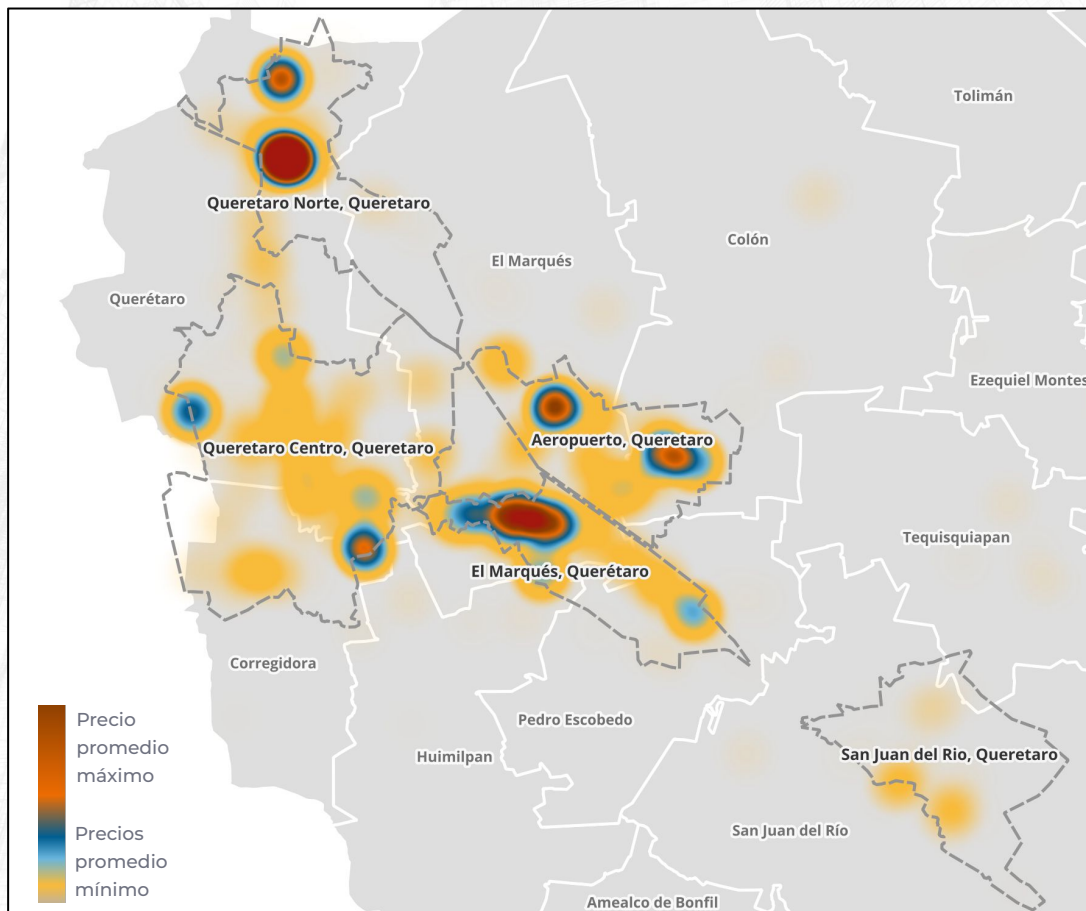 Tolimán
Queretaro Norte, Queretaro
Colón
El Marqués
Querétaro
Ezequiel Montes
Aeropuerto, Queretaro
Queretaro Centro, Queretaro
Tequisquiapan
El Marqués, Querétaro
Corregidora
Pedro Escobedo
Huimilpan
San Juan del Rio, Queretaro
San Juan del Río
Amealco de Bonfil
Precio
promedio
máximo
Precios
promedio
mínimo